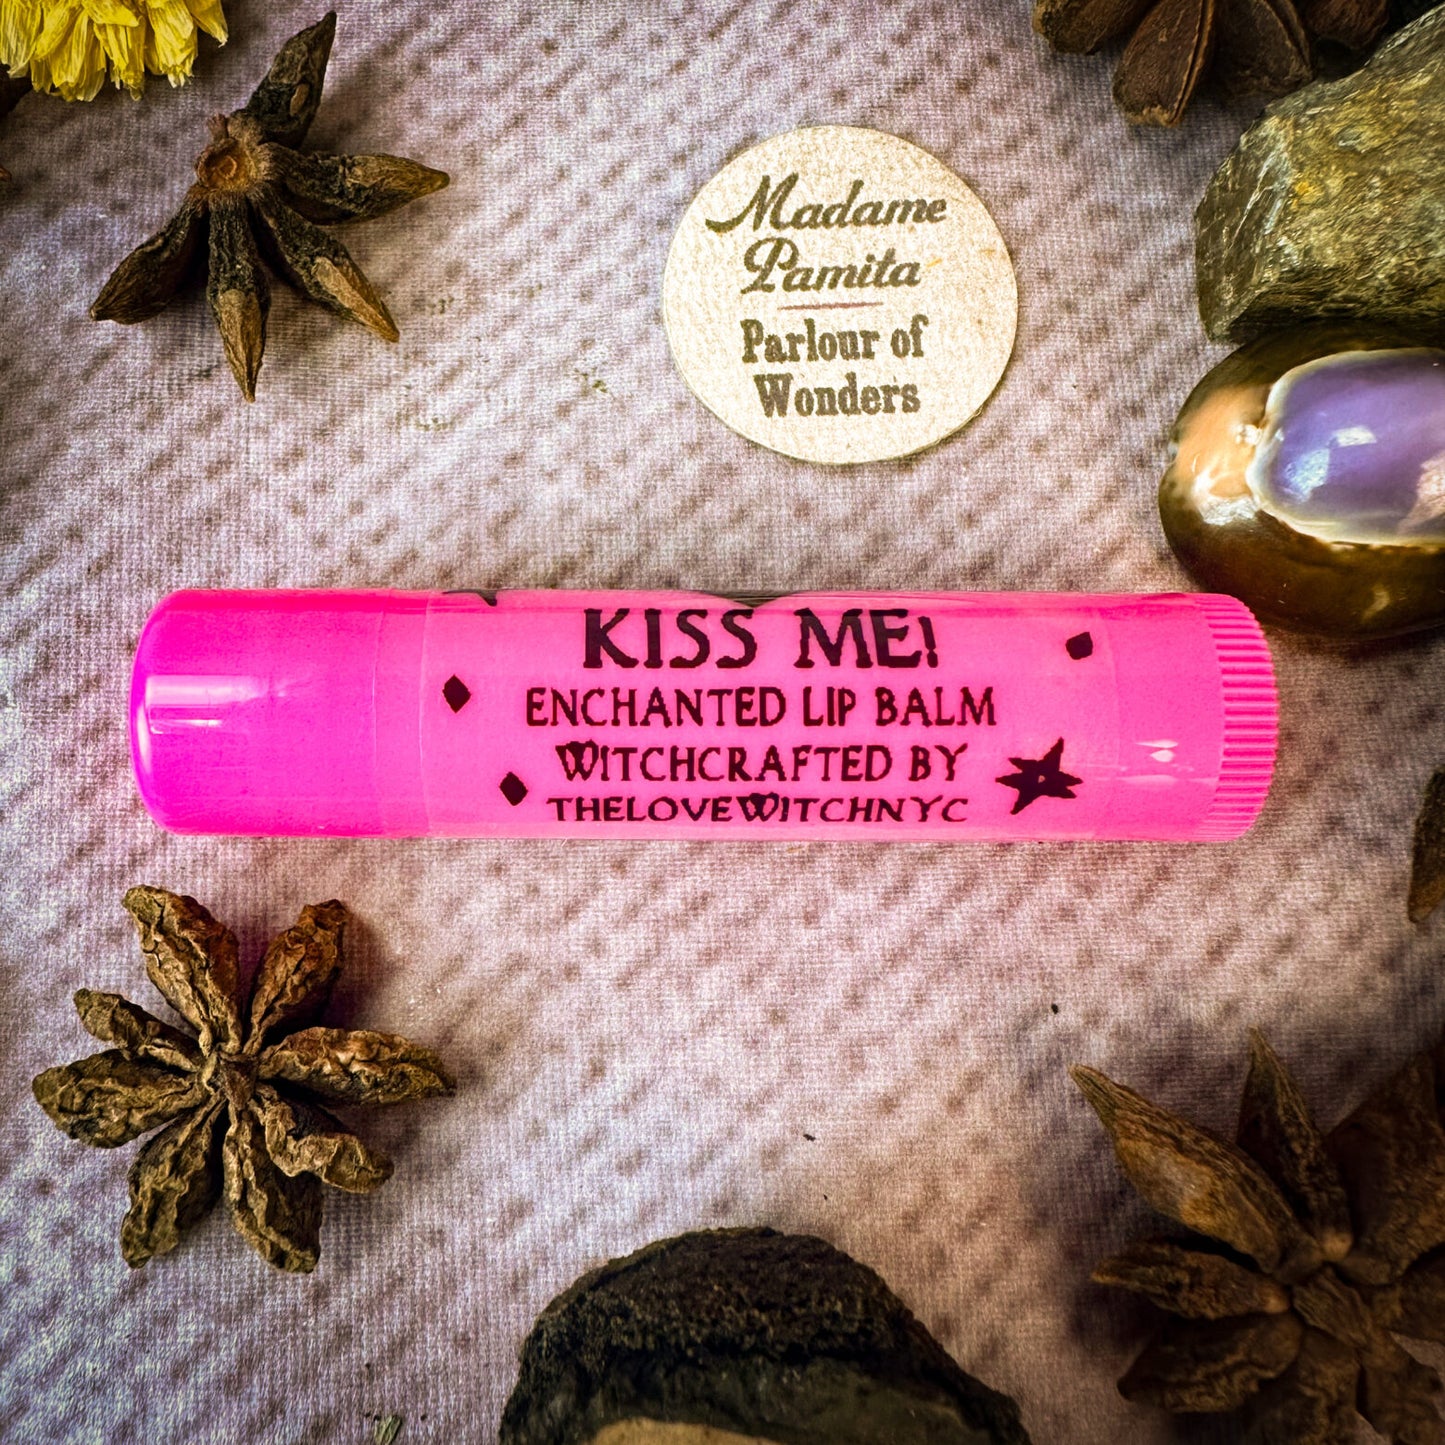 Madame
Pamita
Parlour of
Wonders
KISS ME!
ENCHANTED LIP BALM
WITCHCRAFTED BY
THELOVEWITCHNYC